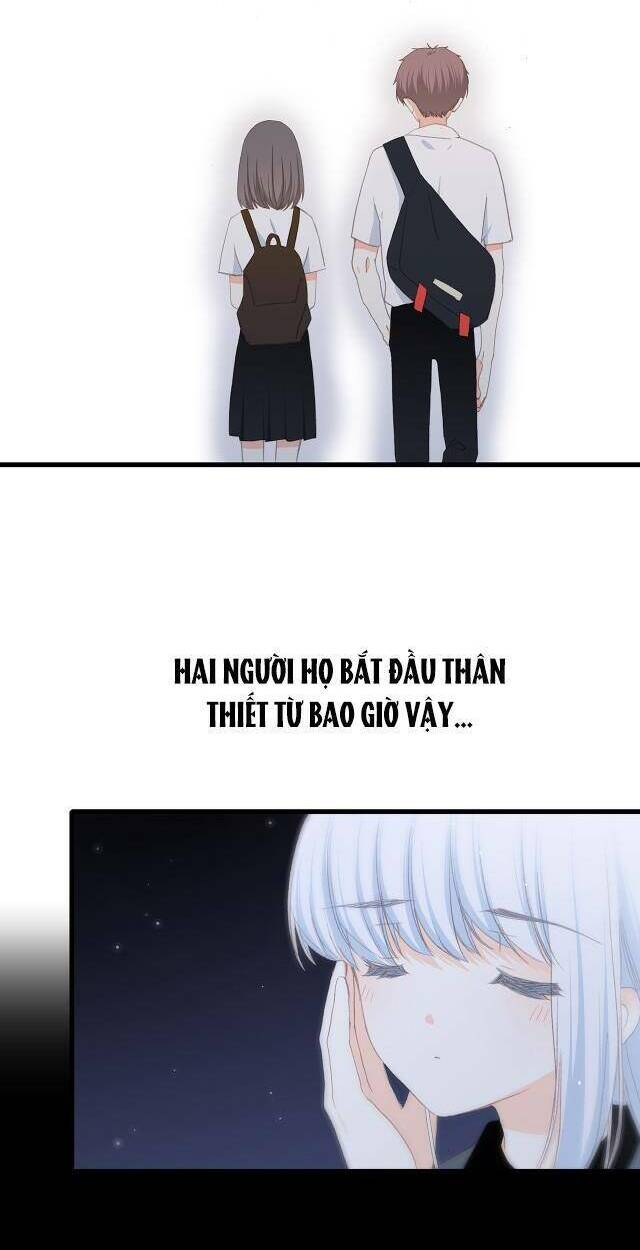 HAI NGƯỜI HỌ BẮT ĐẦU THÂN
THIẾT TỪ BAO GIỜ VẬY...